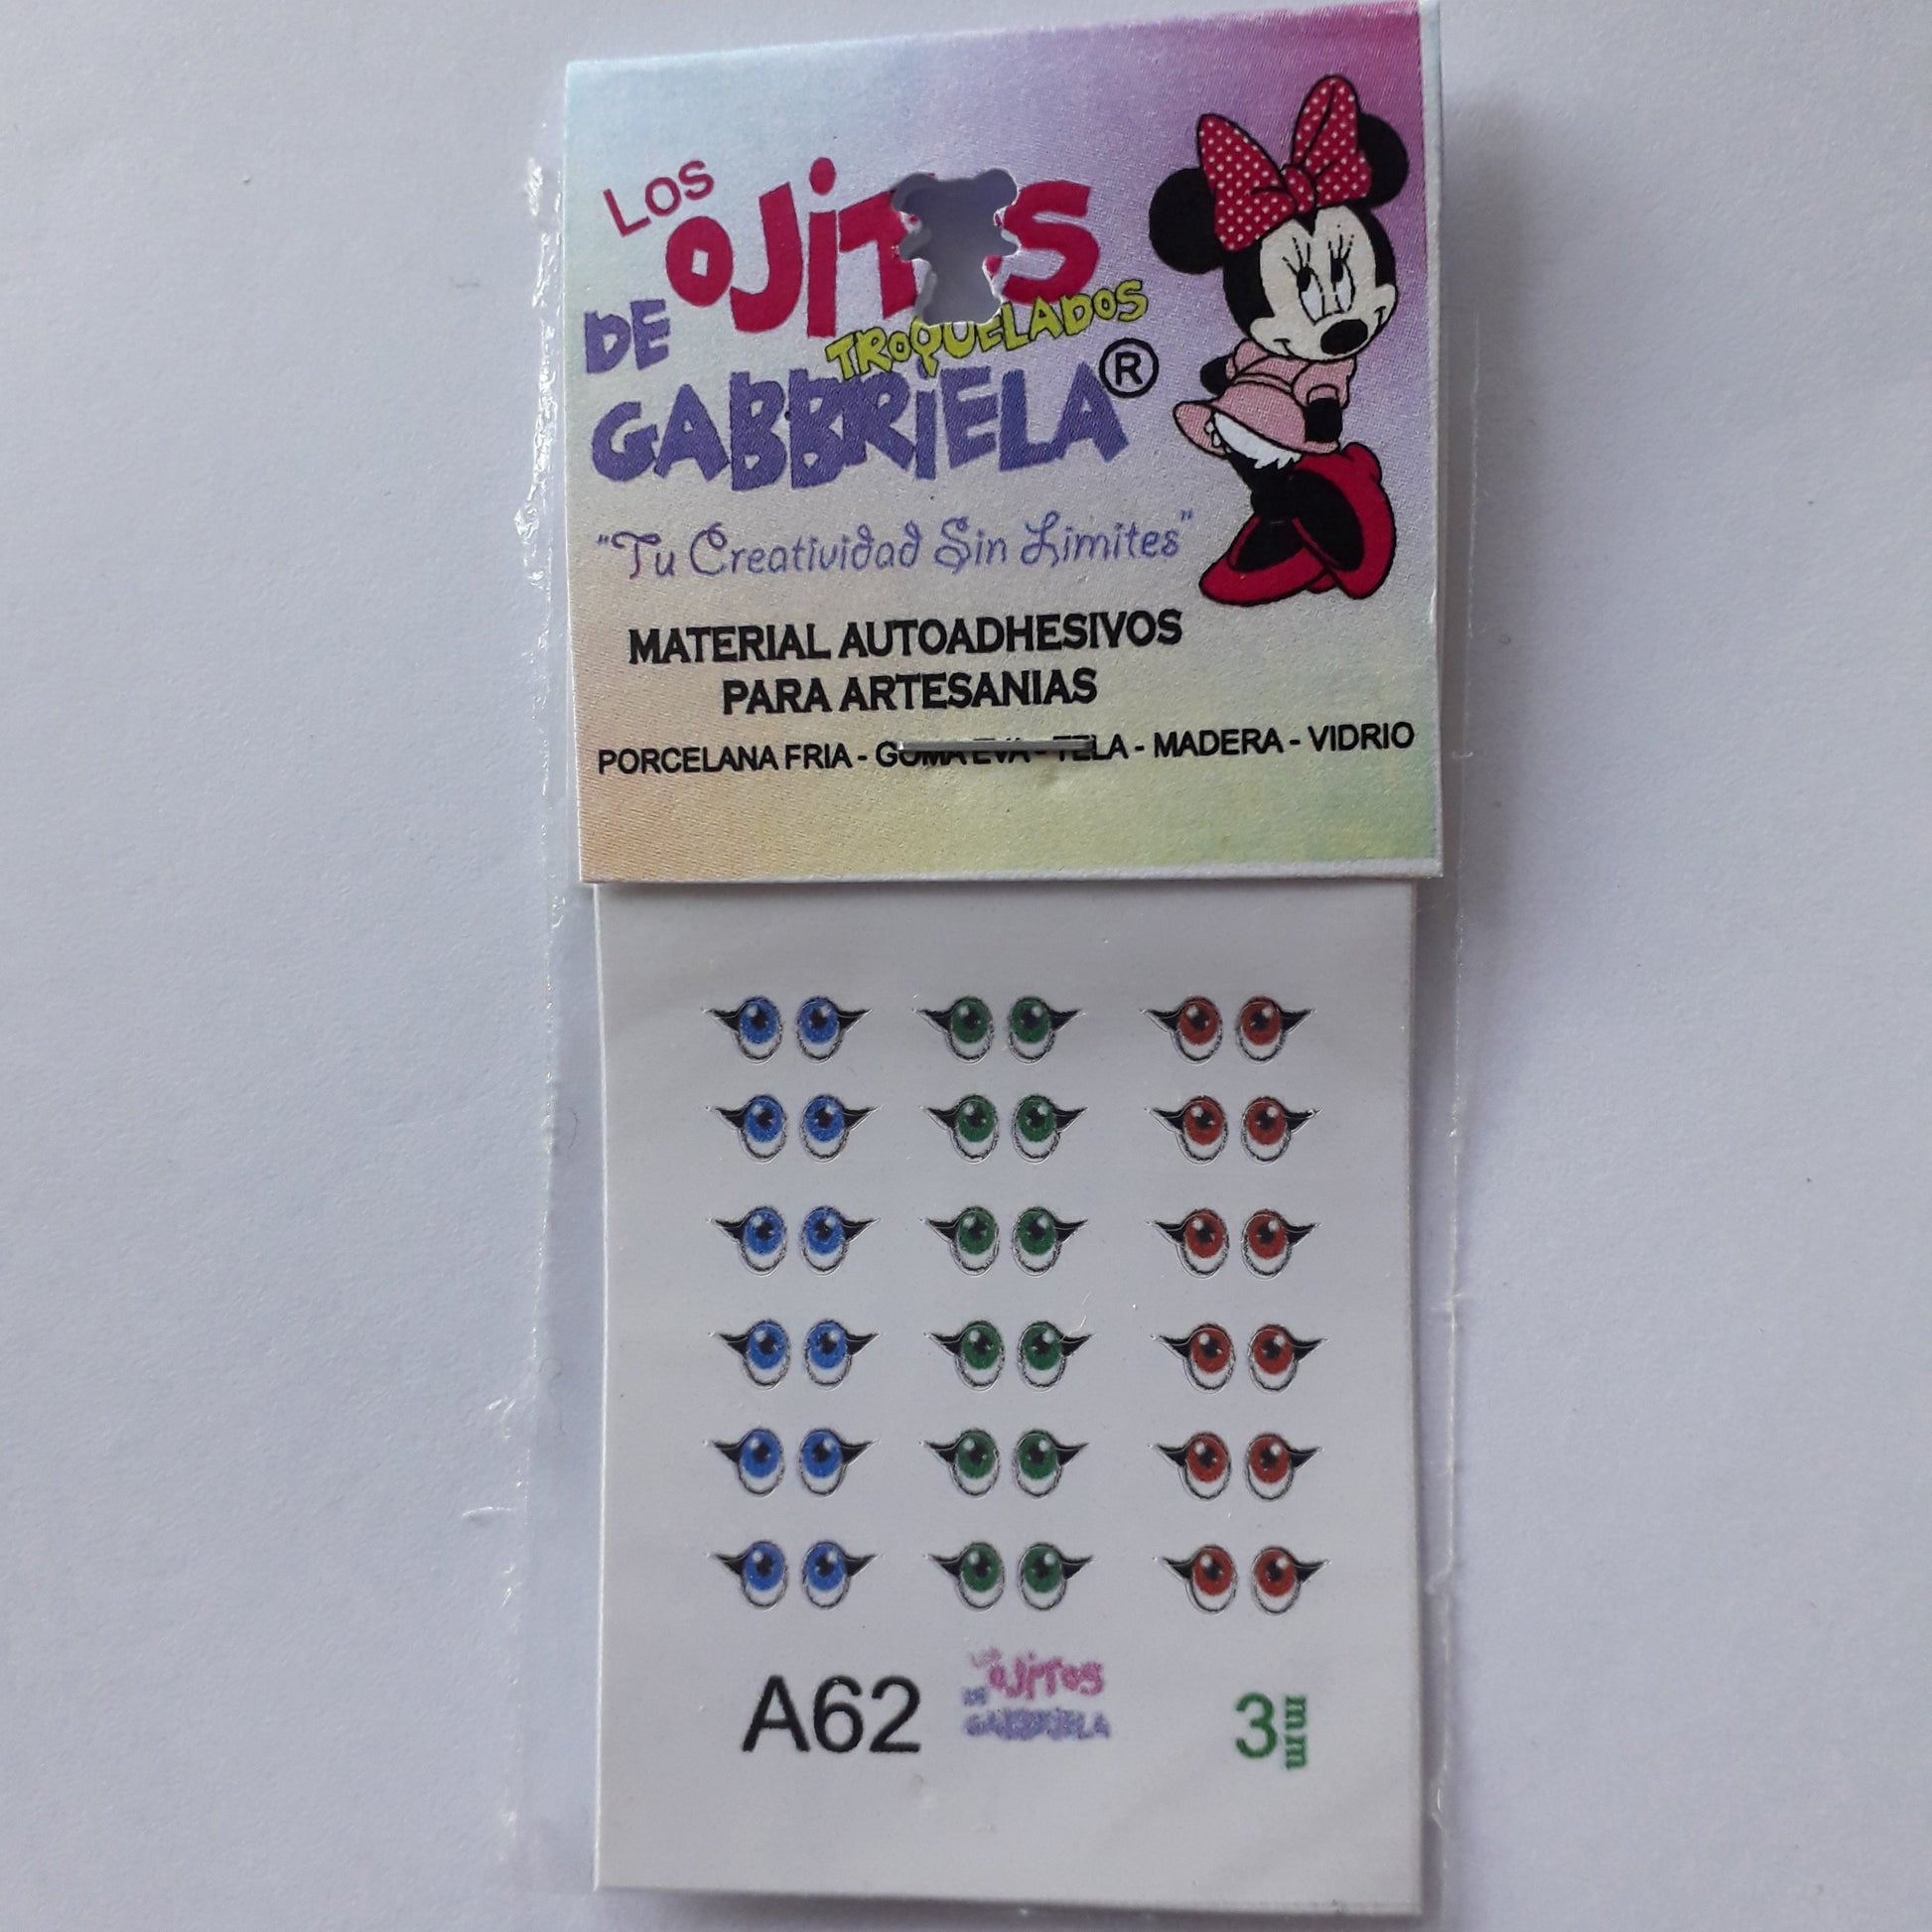 LOS
OJITOS
DE
TROQUELADOS
GABBRIELA®
"Tu Creatividad Sin Limites"
MATERIAL AUTOADHESIVOS
PARA ARTESANIAS
PORCELANA FRIA - GOMA EVA - TELA - MADERA - VIDRIO
LOS
OJITOS
DE
GABBRIELA
A62
3mm